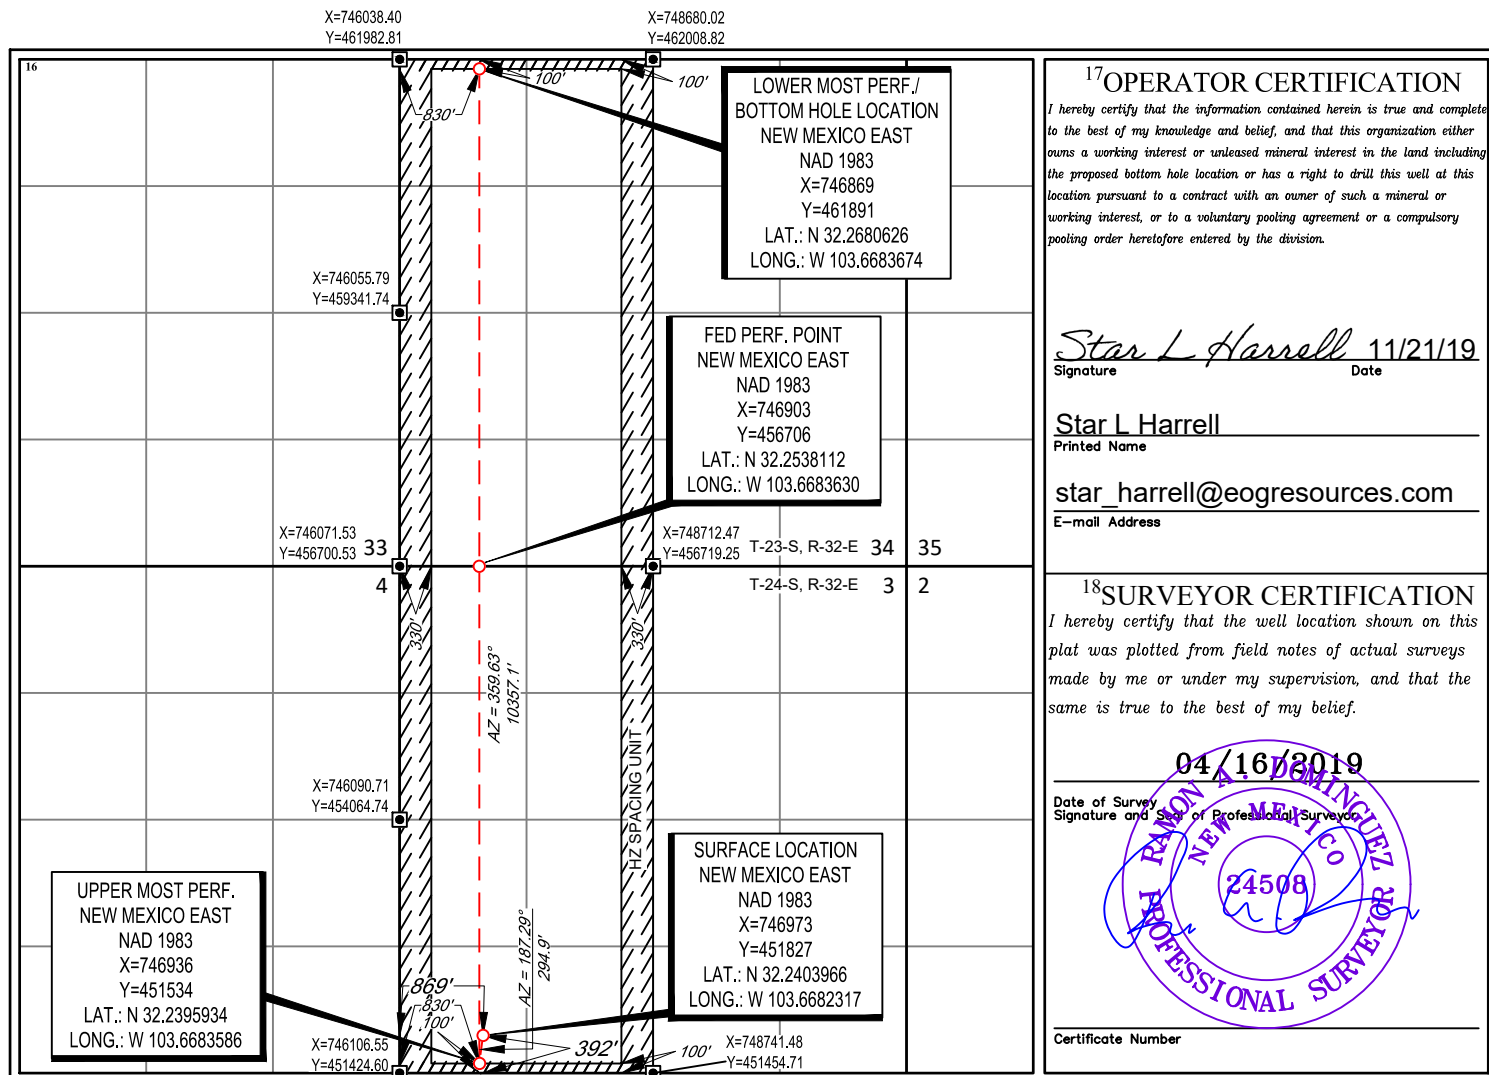 X=746038.40
Y=461982.81
X=748680.02
Y=462008.82
16
100'
100'
830'
LOWER MOST PERF./
BOTTOM HOLE LOCATION
NEW MEXICO EAST
NAD 1983
X=746869
Y=461891
LAT.: N 32.2680626
LONG.: W 103.6683674
X=746055.79
Y=459341.74
FED PERF. POINT
NEW MEXICO EAST
NAD 1983
X=746903
Y=456706
LAT.: N 32.2538112
LONG.: W 103.6683630
X=746071.53
Y=456700.53
33
4
X=748712.47
Y=456719.25
T-23-S, R-32-E 34 35
T-24-S, R-32-E 3 2
330'
330'
AZ = 359.63°
10357.1'
HZ SPACING UNIT
X=746090.71
Y=454064.74
SURFACE LOCATION
NEW MEXICO EAST
NAD 1983
X=746973
Y=451827
LAT.: N 32.2403966
LONG.: W 103.6682317
UPPER MOST PERF.
NEW MEXICO EAST
NAD 1983
X=746936
Y=451534
LAT.: N 32.2395934
LONG.: W 103.6683586
AZ = 187.29°
294.9'
869'
830'
100'
392'
100'
X=746106.55
Y=451424.60
X=748741.48
Y=451454.71
17 OPERATOR CERTIFICATION
I hereby certify that the information contained herein is true and complete
to the best of my knowledge and belief, and that this organization either
owns a working interest or unleased mineral interest in the land including
the proposed bottom hole location or has a right to drill this well at this
location pursuant to a contract with an owner of such a mineral or
working interest, or to a voluntary pooling agreement or a compulsory
pooling order heretofore entered by the division.
Star L Harrell 11/21/19
Signature Date
Star L Harrell
Printed Name
star_harrell@eogresources.com
E-mail Address
18 SURVEYOR CERTIFICATION
I hereby certify that the well location shown on this
plat was plotted from field notes of actual surveys
made by me or under my supervision, and that the
same is true to the best of my belief.
04/16/2019
Date of Survey
Signature and Seal of Professional Surveyor:
RAMON A. DOMINGUEZ
NEW MEXICO
24508
PROFESSIONAL SURVEYOR
Certificate Number